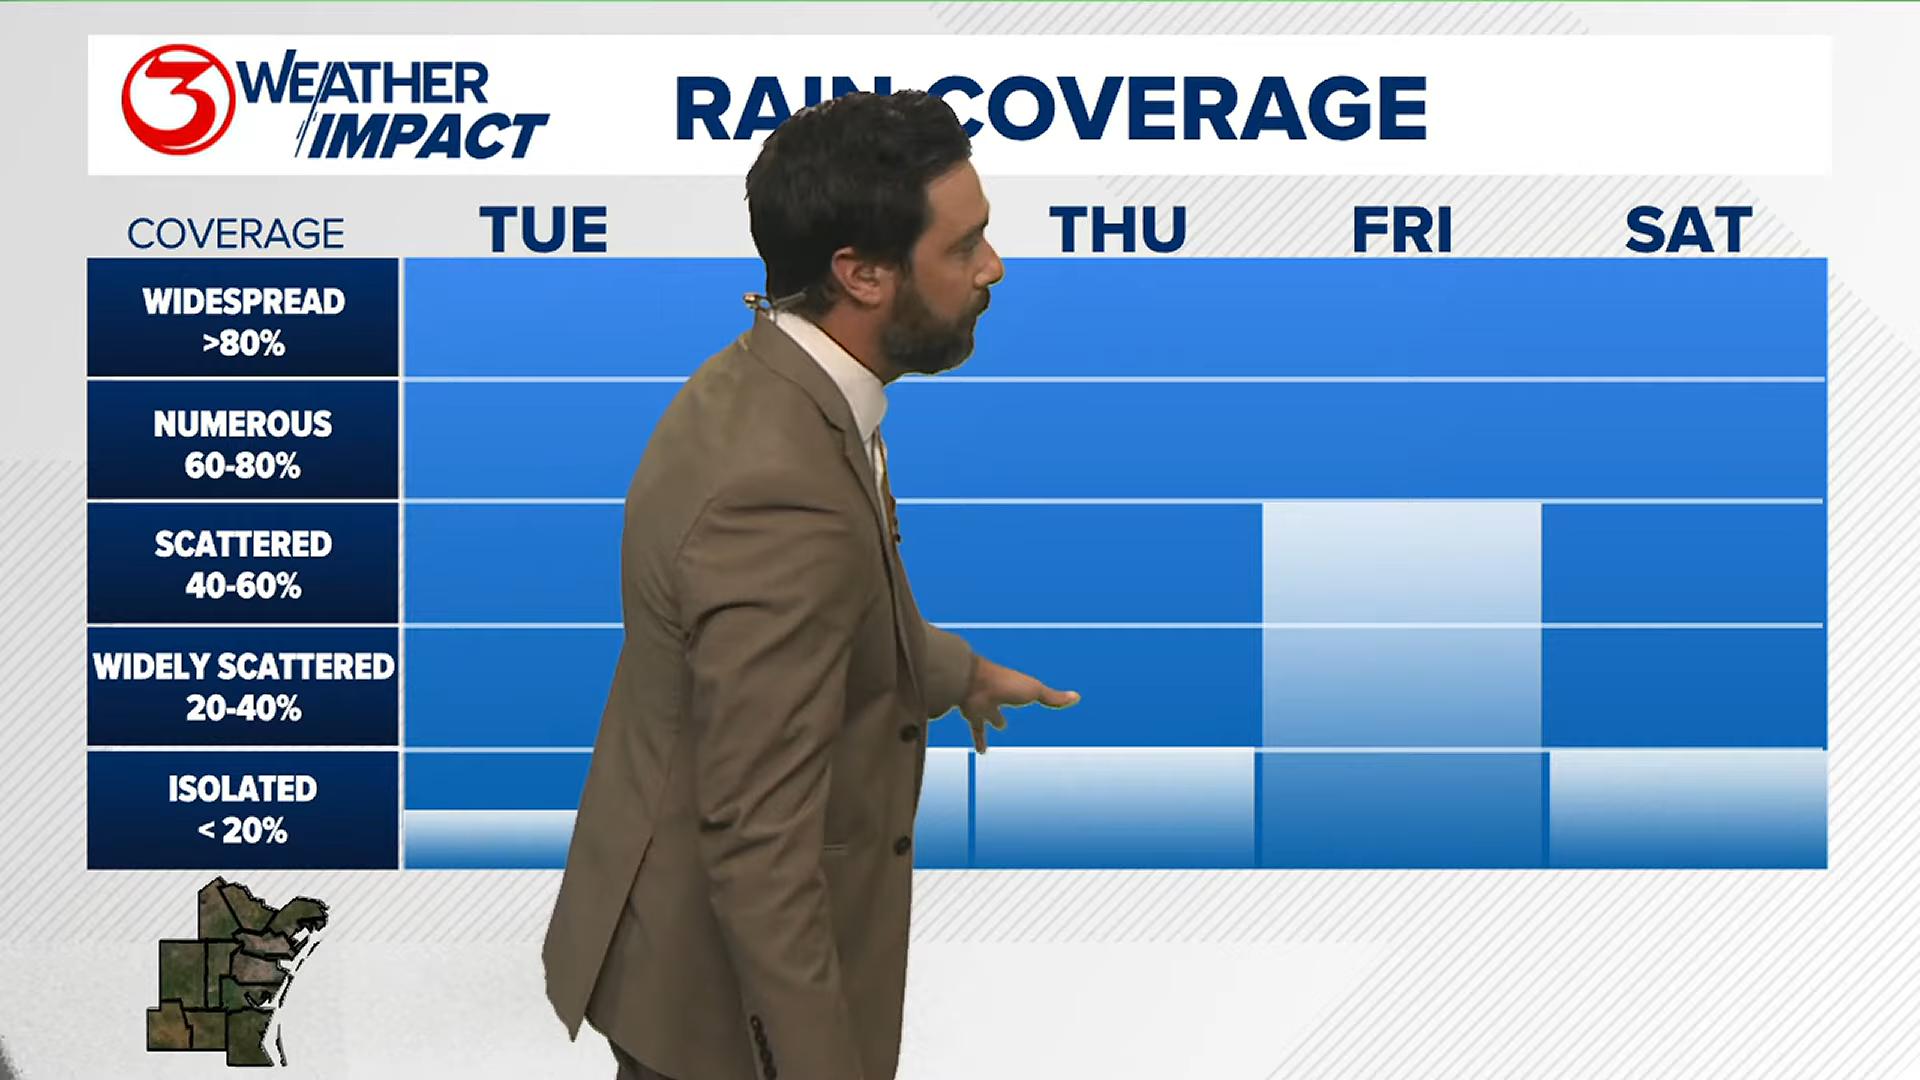 3 WEATHER
IMPACT
COVERAGE
COVERAGE TUE THU FRI SAT
WIDESPREAD
>80%
NUMEROUS
60-80%
SCATTERED
40-60%
WIDELY SCATTERED
20-40%
ISOLATED
< 20%